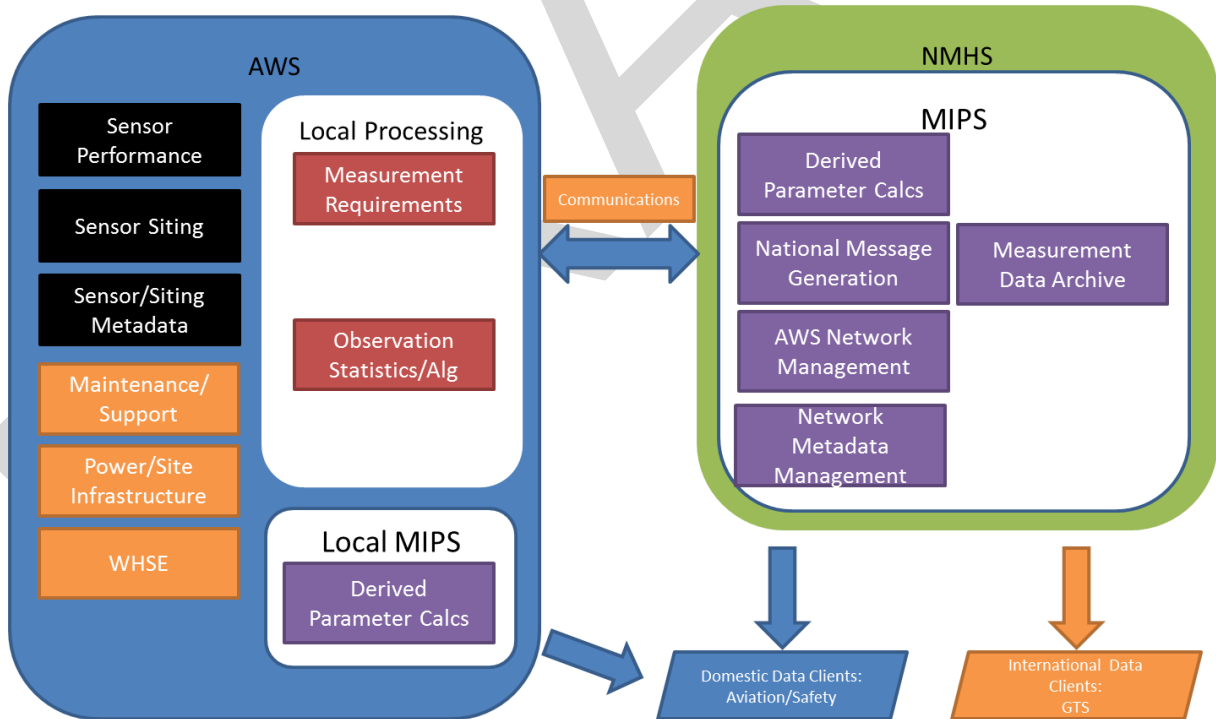 AWS
Sensor
Performance
Sensor Siting
Sensor/Siting
Metadata
Maintenance/
Support
Power/Site
Infrastructure
WHSE
Local Processing
Measurement
Requirements
Observation
Statistics/Alg
Local MIPS
Derived
Parameter Calcs
Communications
NMHS
MIPS
Derived
Parameter Calcs
National Message
Generation
Measurement
Data Archive
AWS Network
Management
Network
Metadata
Management
Domestic Data Clients:
Aviation/Safety
International Data
Clients:
GTS